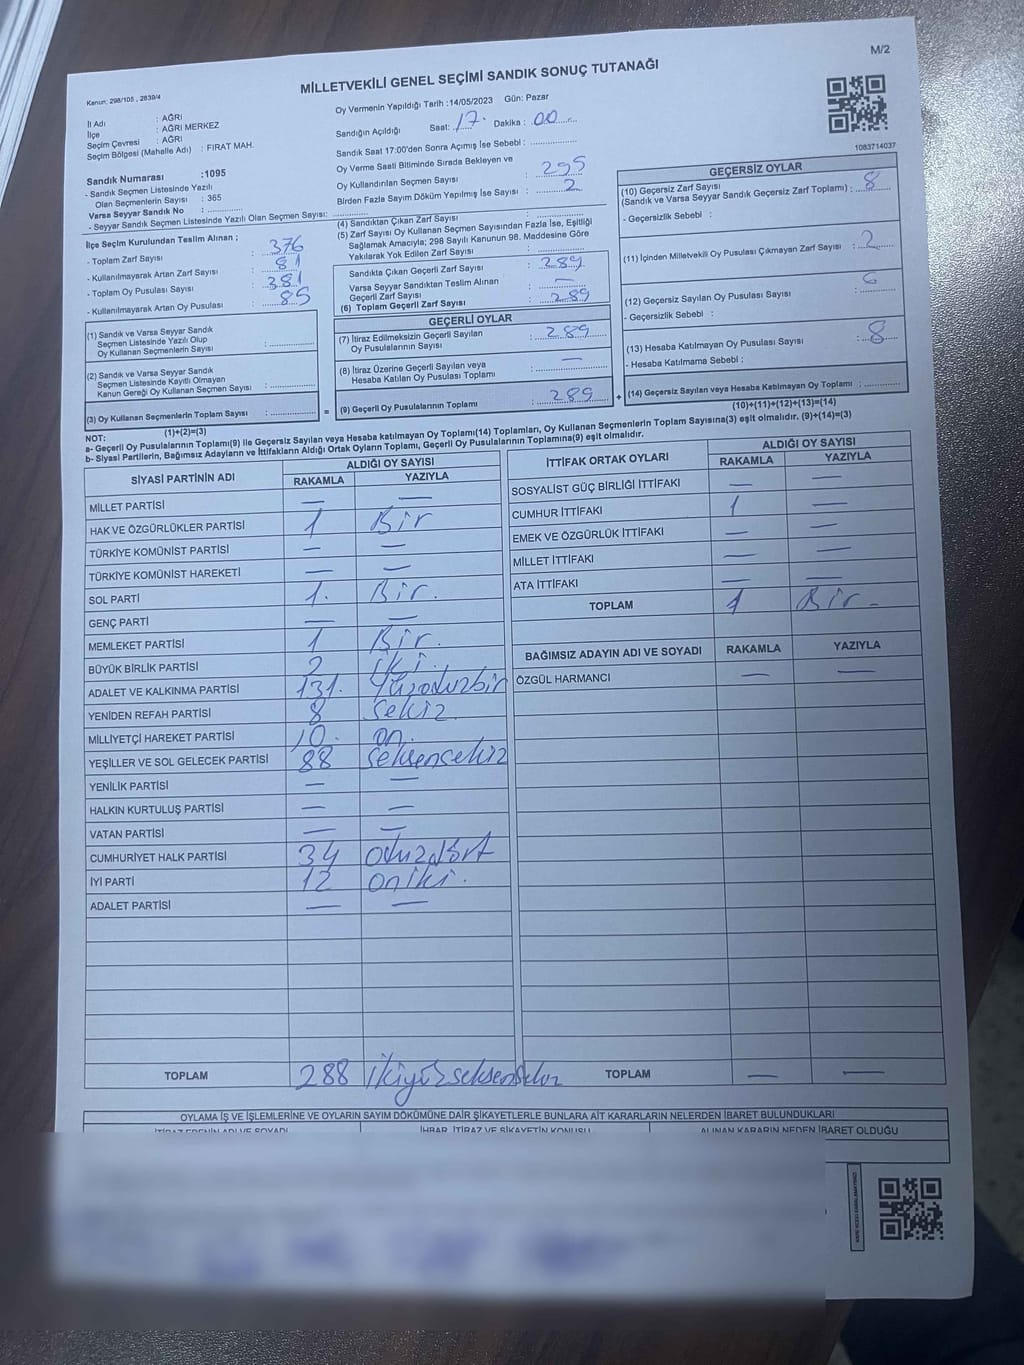 M/2
MİLLETVEKİLİ GENEL SEÇİMİ SANDIK SONUÇ TUTANAĞI
Kanun: 298/105 , 2839/4
İl Adı : AĞRI
İlçe : AĞRI MERKEZ
Seçim Çevresi : AĞRI
Seçim Bölgesi (Mahalle Adı) : FIRAT MAH.
Sandık Numarası :1095
- Sandık Seçmen Listesinde Yazılı
Olan Seçmenlerin Sayısı : 365
Varsa Seyyar Sandık No :
- Seyyar Sandık Seçmen Listesinde Yazılı Olan Seçmen Sayısı:
Oy Vermenin Yapıldığı Tarih :14/05/2023 Gün: Pazar
Sandığın Açıldığı Saat: 17. Dakika : 00
Sandık Saat 17:00'den Sonra Açımış İse Sebebi :
Oy Verme Saati Bitiminde Sırada Bekleyen ve
Oy Kullandırılan Seçmen Sayısı : 295
Birden Fazla Sayım Döküm Yapılmış İse Sayısı : 2
1083714037
İlçe Seçim Kurulundan Teslim Alınan ;
- Toplam Zarf Sayısı : 376
- Kullanılmayarak Artan Zarf Sayısı : 81
- Toplam Oy Pusulası Sayısı : 381
- Kullanılmayarak Artan Oy Pusulası : 85
(1) Sandık ve Varsa Seyyar Sandık
Seçmen Listesinde Yazılı Olup
Oy Kullanan Seçmenlerin Sayısı :
(2) Sandık ve Varsa Seyyar Sandık
Seçmen Listesinde Kayıtlı Olmayan
Kanun Gereği Oy Kullanan Seçmen Sayısı :
(3) Oy Kullanan Seçmenlerin Toplam Sayısı : =
(1)+(2)=(3)
(4) Sandıktan Çıkan Zarf Sayısı :
(5) Zarf Sayısı Oy Kullanan Seçmen Sayısından Fazla İse, Eşitliği
Sağlamak Amacıyla; 298 Sayılı Kanunun 98. Maddesine Göre
Yakılarak Yok Edilen Zarf Sayısı :
Sandıkta Çıkan Geçerli Zarf Sayısı : 289
Varsa Seyyar Sandıktan Teslim Alınan
Geçerli Zarf Sayısı : —
(6) Toplam Geçerli Zarf Sayısı : 289
GEÇERLİ OYLAR
(7) İtiraz Edilmeksizin Geçerli Sayılan
Oy Pusulalarının Sayısı : 289
(8) İtiraz Üzerine Geçerli Sayılan veya
Hesaba Katılan Oy Pusulası Toplamı : —
(9) Geçerli Oy Pusulalarının Toplamı : 289 +
GEÇERSİZ OYLAR
(10) Geçersiz Zarf Sayısı
(Sandık ve Varsa Seyyar Sandık Geçersiz Zarf Toplamı) : 8
- Geçersizlik Sebebi :
(11) İçinden Milletvekili Oy Pusulası Çıkmayan Zarf Sayısı : 2
(12) Geçersiz Sayılan Oy Pusulası Sayısı : 6
- Geçersizlik Sebebi :
(13) Hesaba Katılmayan Oy Pusulası Sayısı : 8
- Hesaba Katılmama Sebebi :
(14) Geçersiz Sayılan veya Hesaba Katılmayan Oy Toplamı :
(10)+(11)+(12)+(13)=(14)
NOT:
a- Geçerli Oy Pusulalarının Toplamı(9) ile Geçersiz Sayılan veya Hesaba katılmayan Oy Toplamı(14) Toplamları, Oy Kullanan Seçmenlerin Toplam Sayısına(3) eşit olmalıdır. (9)+(14)=(3)
b- Siyasi Partilerin, Bağımsız Adayların ve İttifakların Aldığı Ortak Oyların Toplamı, Geçerli Oy Pusulalarının Toplamına(9) eşit olmalıdır.
SİYASİ PARTİNİN ADI ALDIĞI OY SAYISI
RAKAMLA YAZIYLA
MİLLET PARTİSİ — —
HAK VE ÖZGÜRLÜKLER PARTİSİ 1 Bir
TÜRKİYE KOMÜNİST PARTİSİ — —
TÜRKİYE KOMÜNİST HAREKETİ — —
SOL PARTİ 1. Bir.
GENÇ PARTİ — —
MEMLEKET PARTİSİ 1 Bir.
BÜYÜK BİRLİK PARTİSİ 2 iki.
ADALET VE KALKINMA PARTİSİ 131. Yüzotuzbir
YENİDEN REFAH PARTİSİ 8 Sekiz.
MİLLİYETÇİ HAREKET PARTİSİ 10. on.
YEŞİLLER VE SOL GELECEK PARTİSİ 88 Seksensekiz
YENİLİK PARTİSİ — —
HALKIN KURTULUŞ PARTİSİ — —
VATAN PARTİSİ — —
CUMHURİYET HALK PARTİSİ 34 otuzdört
İYİ PARTİ 12 oniki.
ADALET PARTİSİ — —
TOPLAM 288 ikiyüzseksensekiz
İTTİFAK ORTAK OYLARI ALDIĞI OY SAYISI
RAKAMLA YAZIYLA
SOSYALİST GÜÇ BİRLİĞİ İTTİFAKI — —
CUMHUR İTTİFAKI 1 —
EMEK VE ÖZGÜRLÜK İTTİFAKI — —
MİLLET İTTİFAKI — —
ATA İTTİFAKI — —
TOPLAM 1 Bir-
BAĞIMSIZ ADAYIN ADI VE SOYADI RAKAMLA YAZIYLA
ÖZGÜL HARMANCI — —
TOPLAM — —
OYLAMA İŞ VE İŞLEMLERİNE VE OYLARIN SAYIM DÖKÜMÜNE DAİR ŞİKAYETLERLE BUNLARA AİT KARARLARIN NELERDEN İBARET BULUNDUKLARI
İTİRAZ EDENİN ADI VE SOYADI İHBAR, İTİRAZ VE ŞİKAYETİN KONUSU ALINAN KARARIN NEDEN İBARET OLDUĞU